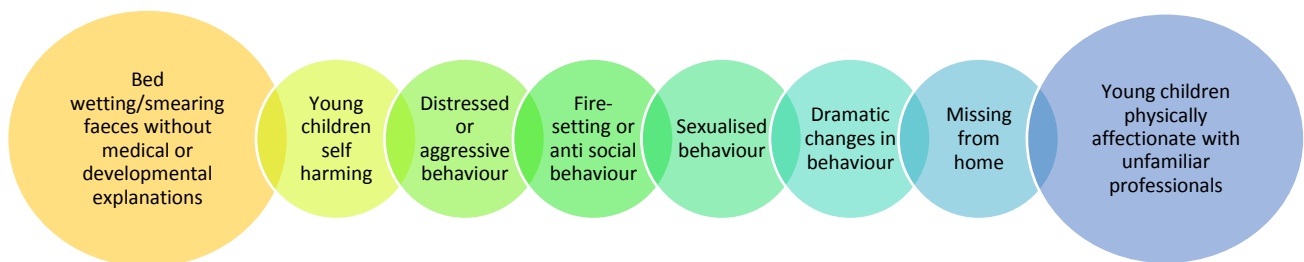 Bed
wetting/smearing
faeces without
medical or
developmental
explanations
Young
children
self
harming
Distressed
or
aggressive
behaviour
Fire-
setting or
anti social
behaviour
Sexualised
behaviour
Dramatic
changes in
behaviour
Missing
from
home
Young children
physically
affectionate with
unfamiliar
professionals